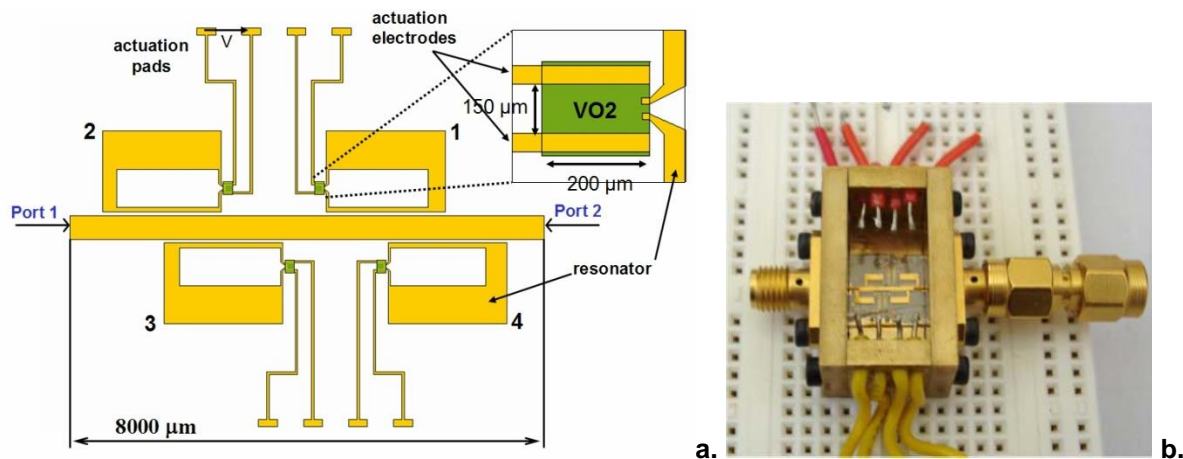 actuation
pads
V
actuation
electrodes
150 µm
VO2
200 µm
2
1
Port 1
Port 2
resonator
3
4
8000 µm
a.
b.